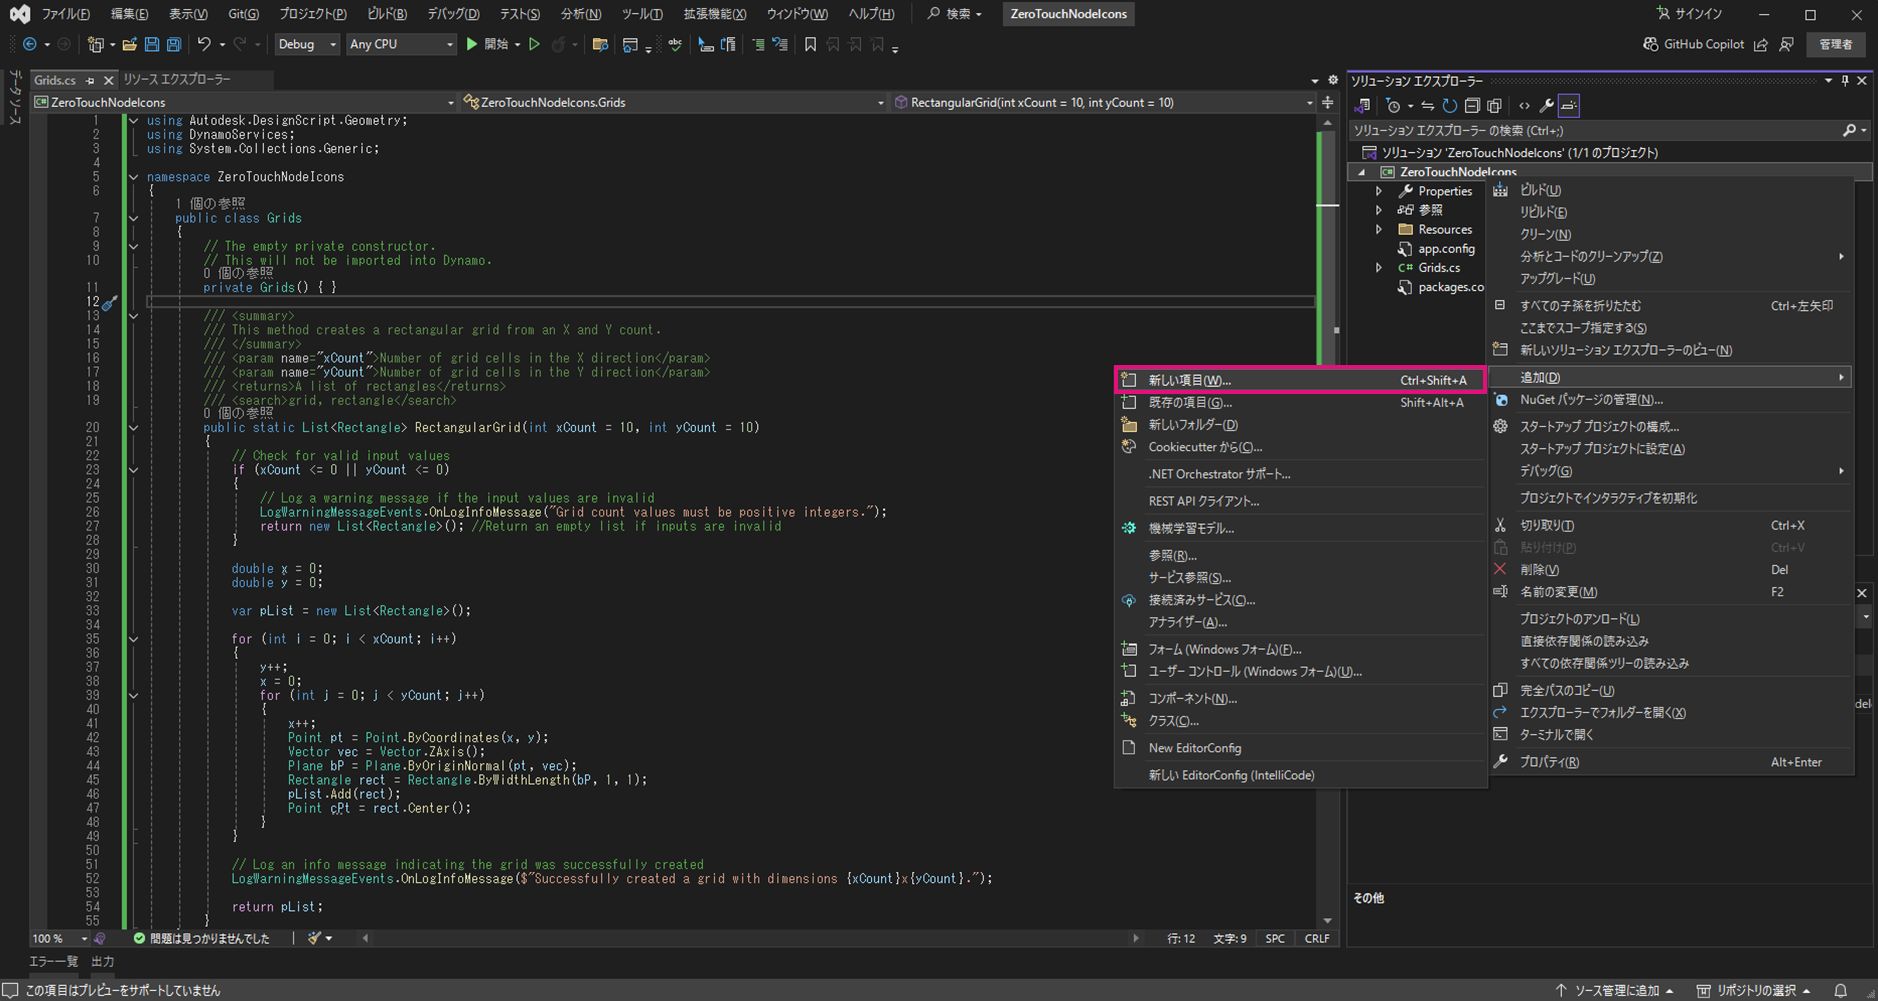 ファイル(F) 編集(E) 表示(V) Git(G) プロジェクト(P) ビルド(B) デバッグ(D) テスト(S) 分析(N) ツール(T) 拡張機能(X) ウィンドウ(W) ヘルプ(H) 検索 ZeroTouchNodeIcons サインイン
Debug Any CPU 開始 abc GitHub Copilot 管理者
データ ソース
Grids.cs リソース エクスプローラー
ZeroTouchNodeIcons ZeroTouchNodeIcons.Grids RectangularGrid(int xCount = 10, int yCount = 10)
1 using Autodesk.DesignScript.Geometry;
2 using DynamoServices;
3 using System.Collections.Generic;
4
5 namespace ZeroTouchNodeIcons
6 {
1 個の参照
7 public class Grids
8 {
9 // The empty private constructor.
10 // This will not be imported into Dynamo.
0 個の参照
11 private Grids() { }
12
13 /// <summary>
14 /// This method creates a rectangular grid from an X and Y count.
15 /// </summary>
16 /// <param name="xCount">Number of grid cells in the X direction</param>
17 /// <param name="yCount">Number of grid cells in the Y direction</param>
18 /// <returns>A list of rectangles</returns>
19 /// <search>grid, rectangle</search>
0 個の参照
20 public static List<Rectangle> RectangularGrid(int xCount = 10, int yCount = 10)
21 {
22 // Check for valid input values
23 if (xCount <= 0 || yCount <= 0)
24 {
25 // Log a warning message if the input values are invalid
26 LogWarningMessageEvents.OnLogInfoMessage("Grid count values must be positive integers.");
27 return new List<Rectangle>(); //Return an empty list if inputs are invalid
28 }
29
30 double x = 0;
31 double y = 0;
32
33 var pList = new List<Rectangle>();
34
35 for (int i = 0; i < xCount; i++)
36 {
37 y++;
38 x = 0;
39 for (int j = 0; j < yCount; j++)
40 {
41 x++;
42 Point pt = Point.ByCoordinates(x, y);
43 Vector vec = Vector.ZAxis();
44 Plane bP = Plane.ByOriginNormal(pt, vec);
45 Rectangle rect = Rectangle.ByWidthLength(bP, 1, 1);
46 pList.Add(rect);
47 Point cPt = rect.Center();
48 }
49 }
50
51 // Log an info message indicating the grid was successfully created
52 LogWarningMessageEvents.OnLogInfoMessage($"Successfully created a grid with dimensions {xCount}x{yCount}.");
53
54 return pList;
55 }
100 % 問題は見つかりませんでした 行: 12 文字: 9 SPC CRLF
エラー一覧 出力
ソリューション エクスプローラー
ソリューション エクスプローラー の検索 (Ctrl+;)
ソリューション 'ZeroTouchNodeIcons' (1/1 のプロジェクト)
ZeroTouchNodeIcons
Properties
参照
Resources
app.config
C# Grids.cs
packages.co
ビルド(U)
リビルド(E)
クリーン(N)
分析とコードのクリーンアップ(Z)
アップグレード(U)
すべての子孫を折りたたむ Ctrl+左矢印
ここまでスコープ指定する(S)
新しいソリューション エクスプローラーのビュー(N)
追加(D)
NuGet パッケージの管理(N)...
スタートアップ プロジェクトの構成...
スタートアップ プロジェクトに設定(A)
デバッグ(G)
プロジェクトでインタラクティブを初期化
切り取り(T) Ctrl+X
貼り付け(P) Ctrl+V
削除(V) Del
名前の変更(M) F2
プロジェクトのアンロード(L)
直接依存関係の読み込み
すべての依存関係ツリーの読み込み
完全パスのコピー(U)
エクスプローラーでフォルダーを開く(X)
ターミナルで開く
プロパティ(R) Alt+Enter
新しい項目(W)... Ctrl+Shift+A
既存の項目(G)... Shift+Alt+A
新しいフォルダー(D)
Cookiecutter から(C)...
.NET Orchestrator サポート...
REST API クライアント...
機械学習モデル...
参照(R)...
サービス参照(S)...
接続済みサービス(C)...
アナライザー(A)...
フォーム (Windows フォーム)(F)...
ユーザー コントロール (Windows フォーム)(U)...
コンポーネント(N)...
クラス(C)...
New EditorConfig
新しい EditorConfig (IntelliCode)
del
その他
この項目はプレビューをサポートしていません ソース管理に追加 リポジトリの選択